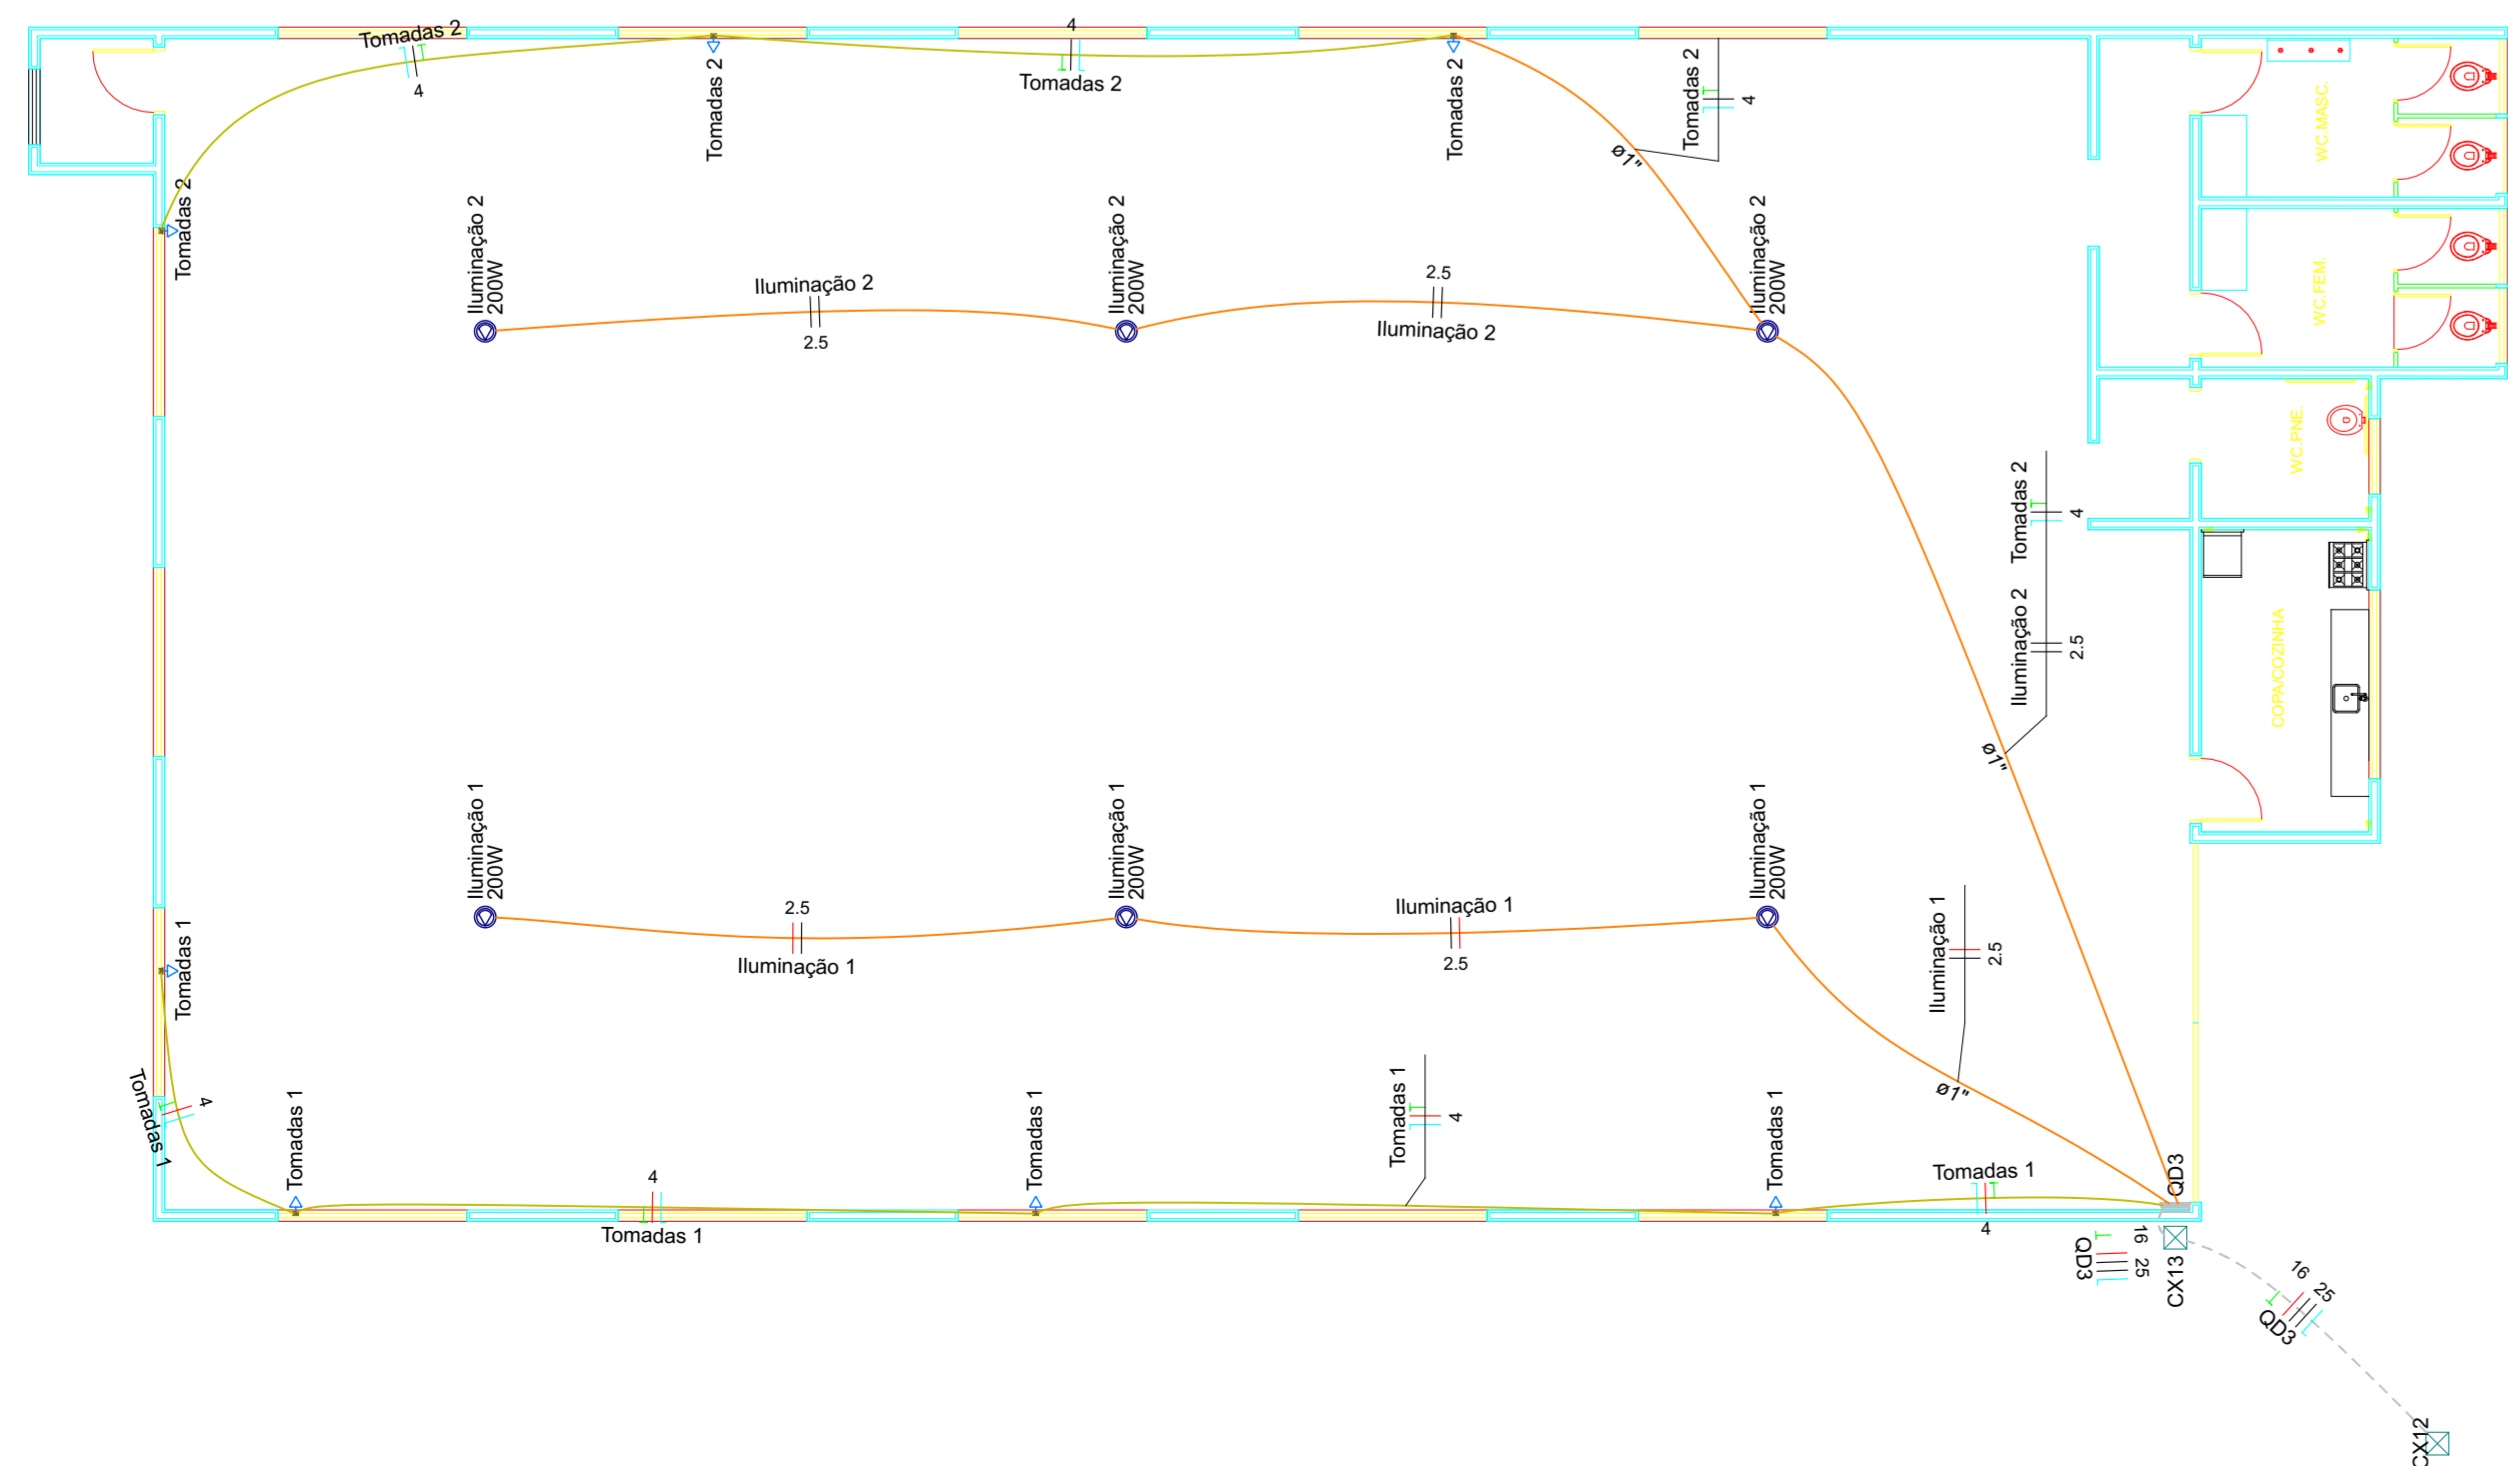 Tomadas 2
4
4
Tomadas 2
Tomadas 2
Tomadas 2
Tomadas 2
4
ø1"
WC.MASC.
Tomadas 2
Iluminação 2
200W
Iluminação 2
200W
Iluminação 2
200W
WC.FEM.
Iluminação 2
2.5
2.5
Iluminação 2
WC.PNE.
Tomadas 2
4
Iluminação 2
2.5
ø1"
COPA/COZINHA
Iluminação 1
200W
Iluminação 1
200W
Iluminação 1
200W
2.5
Iluminação 1
Iluminação 1
2.5
Iluminação 1
2.5
ø1"
Tomadas 1
Tomadas 1
4
Tomadas 1
Tomadas 1
Tomadas 1
4
Tomadas 1
4
Tomadas 1
Tomadas 1
4
QD3
QD3
16
25
CX13
16
25
QD3
CX12